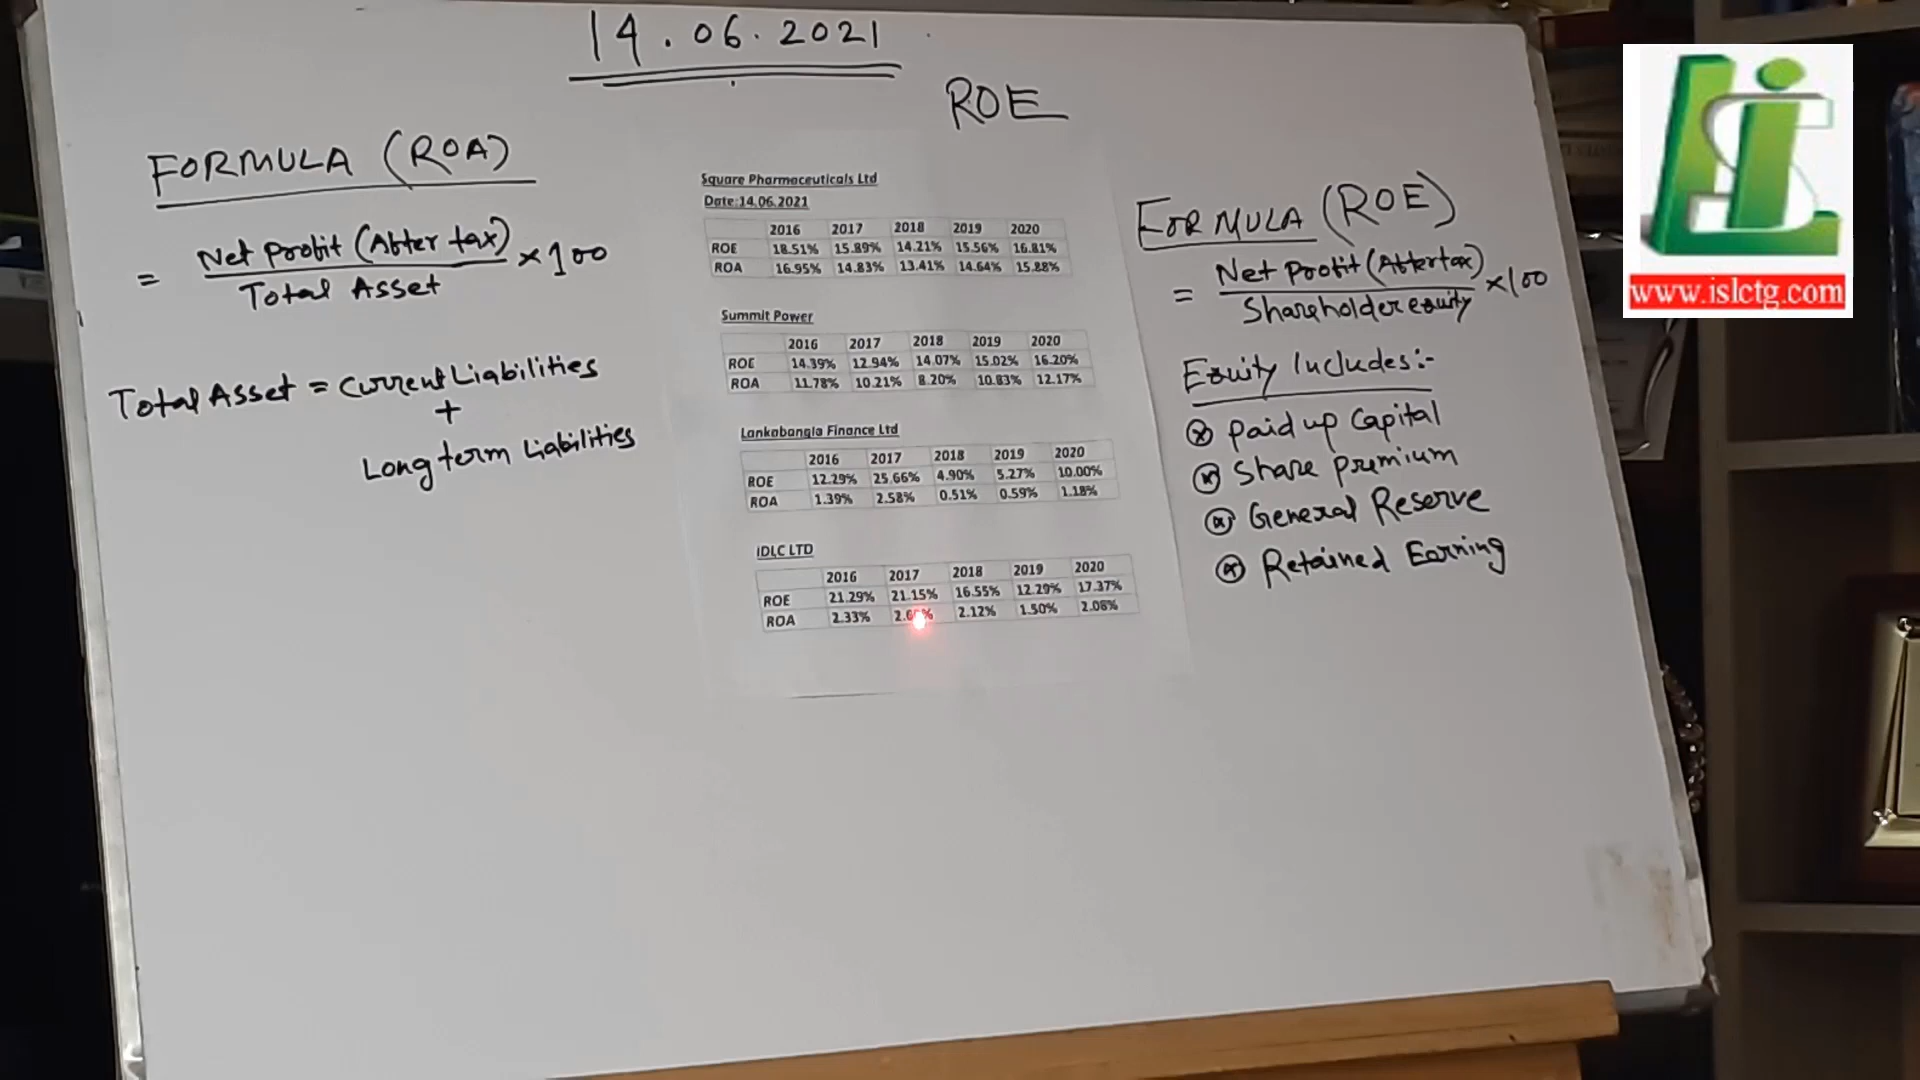 14.06.2021
ROE
FORMULA (ROA)
= Net Profit (After tax) / Total Asset × 100
Total Asset = Current Liabilities
+
Long term Liabilities
Square Pharmaceuticals Ltd
Date:14.06.2021
2016 2017 2018 2019 2020
ROE 18.51% 15.89% 14.21% 15.56% 16.81%
ROA 16.95% 14.83% 13.41% 14.64% 15.88%
Summit Power
2016 2017 2018 2019 2020
ROE 14.39% 12.94% 14.07% 15.02% 16.20%
ROA 11.78% 10.21% 8.20% 10.83% 12.17%
Lankabangla Finance Ltd
2016 2017 2018 2019 2020
ROE 12.29% 25.66% 4.90% 5.27% 10.00%
ROA 1.39% 2.58% 0.51% 0.59% 1.18%
IDLC LTD
2016 2017 2018 2019 2020
ROE 21.29% 21.15% 16.55% 12.29% 17.37%
ROA 2.33% 2.12% 1.50% 2.06%
FORMULA (ROE)
= Net Profit (After tax) / Shareholder equity × 100
Equity Includes:-
Paid up Capital
Share premium
General Reserve
Retained Earning
www.islctg.com